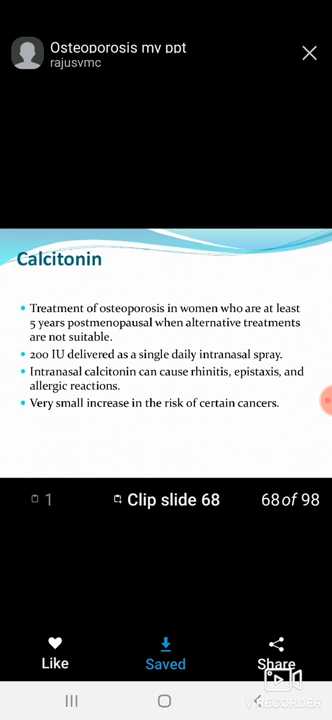 Osteoporosis my ppt
rajusvmc
Calcitonin
Treatment of osteoporosis in women who are at least
5 years postmenopausal when alternative treatments
are not suitable.
200 IU delivered as a single daily intranasal spray.
Intranasal calcitonin can cause rhinitis, epistaxis, and
allergic reactions.
Very small increase in the risk of certain cancers.
1
Clip slide 68
68 of 98
Like
Saved
Share
V RECORDER